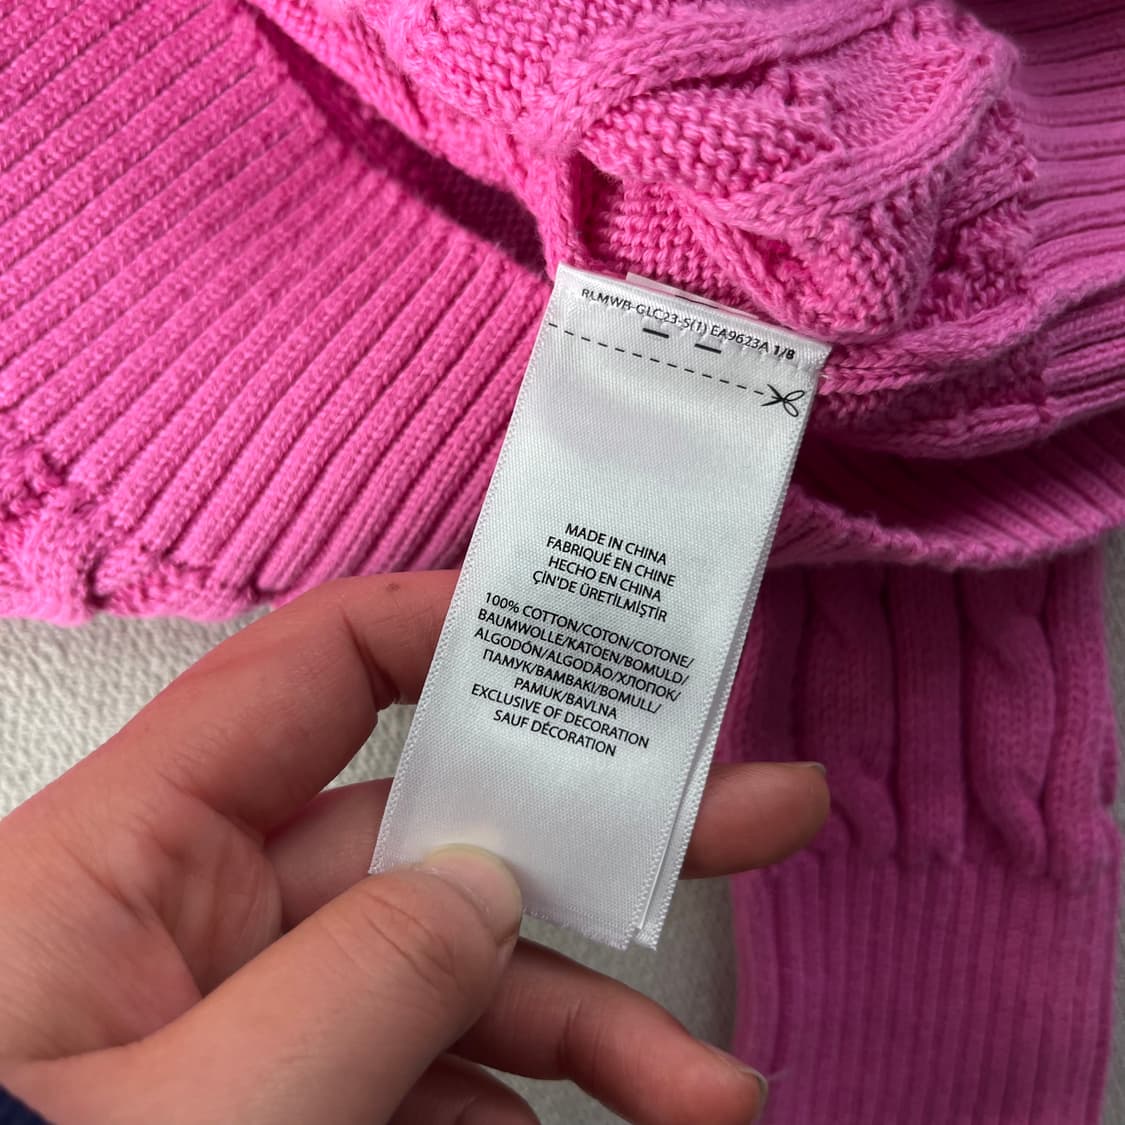 RLMWB-GLC23-S(1) EA9623A 1/8
MADE IN CHINA
FABRIQUÉ EN CHINE
HECHO EN CHINA
ÇİN'DE ÜRETİLMİŞTİR
100% COTTON/COTON/COTONE/
BAUMWOLLE/KATOEN/BOMULD/
ALGODÓN/ALGODÃO/ХЛОПОК/
ПАМУК/BAMBAKI/BOMULL/
PAMUK/BAVLNA
EXCLUSIVE OF DECORATION
SAUF DÉCORATION